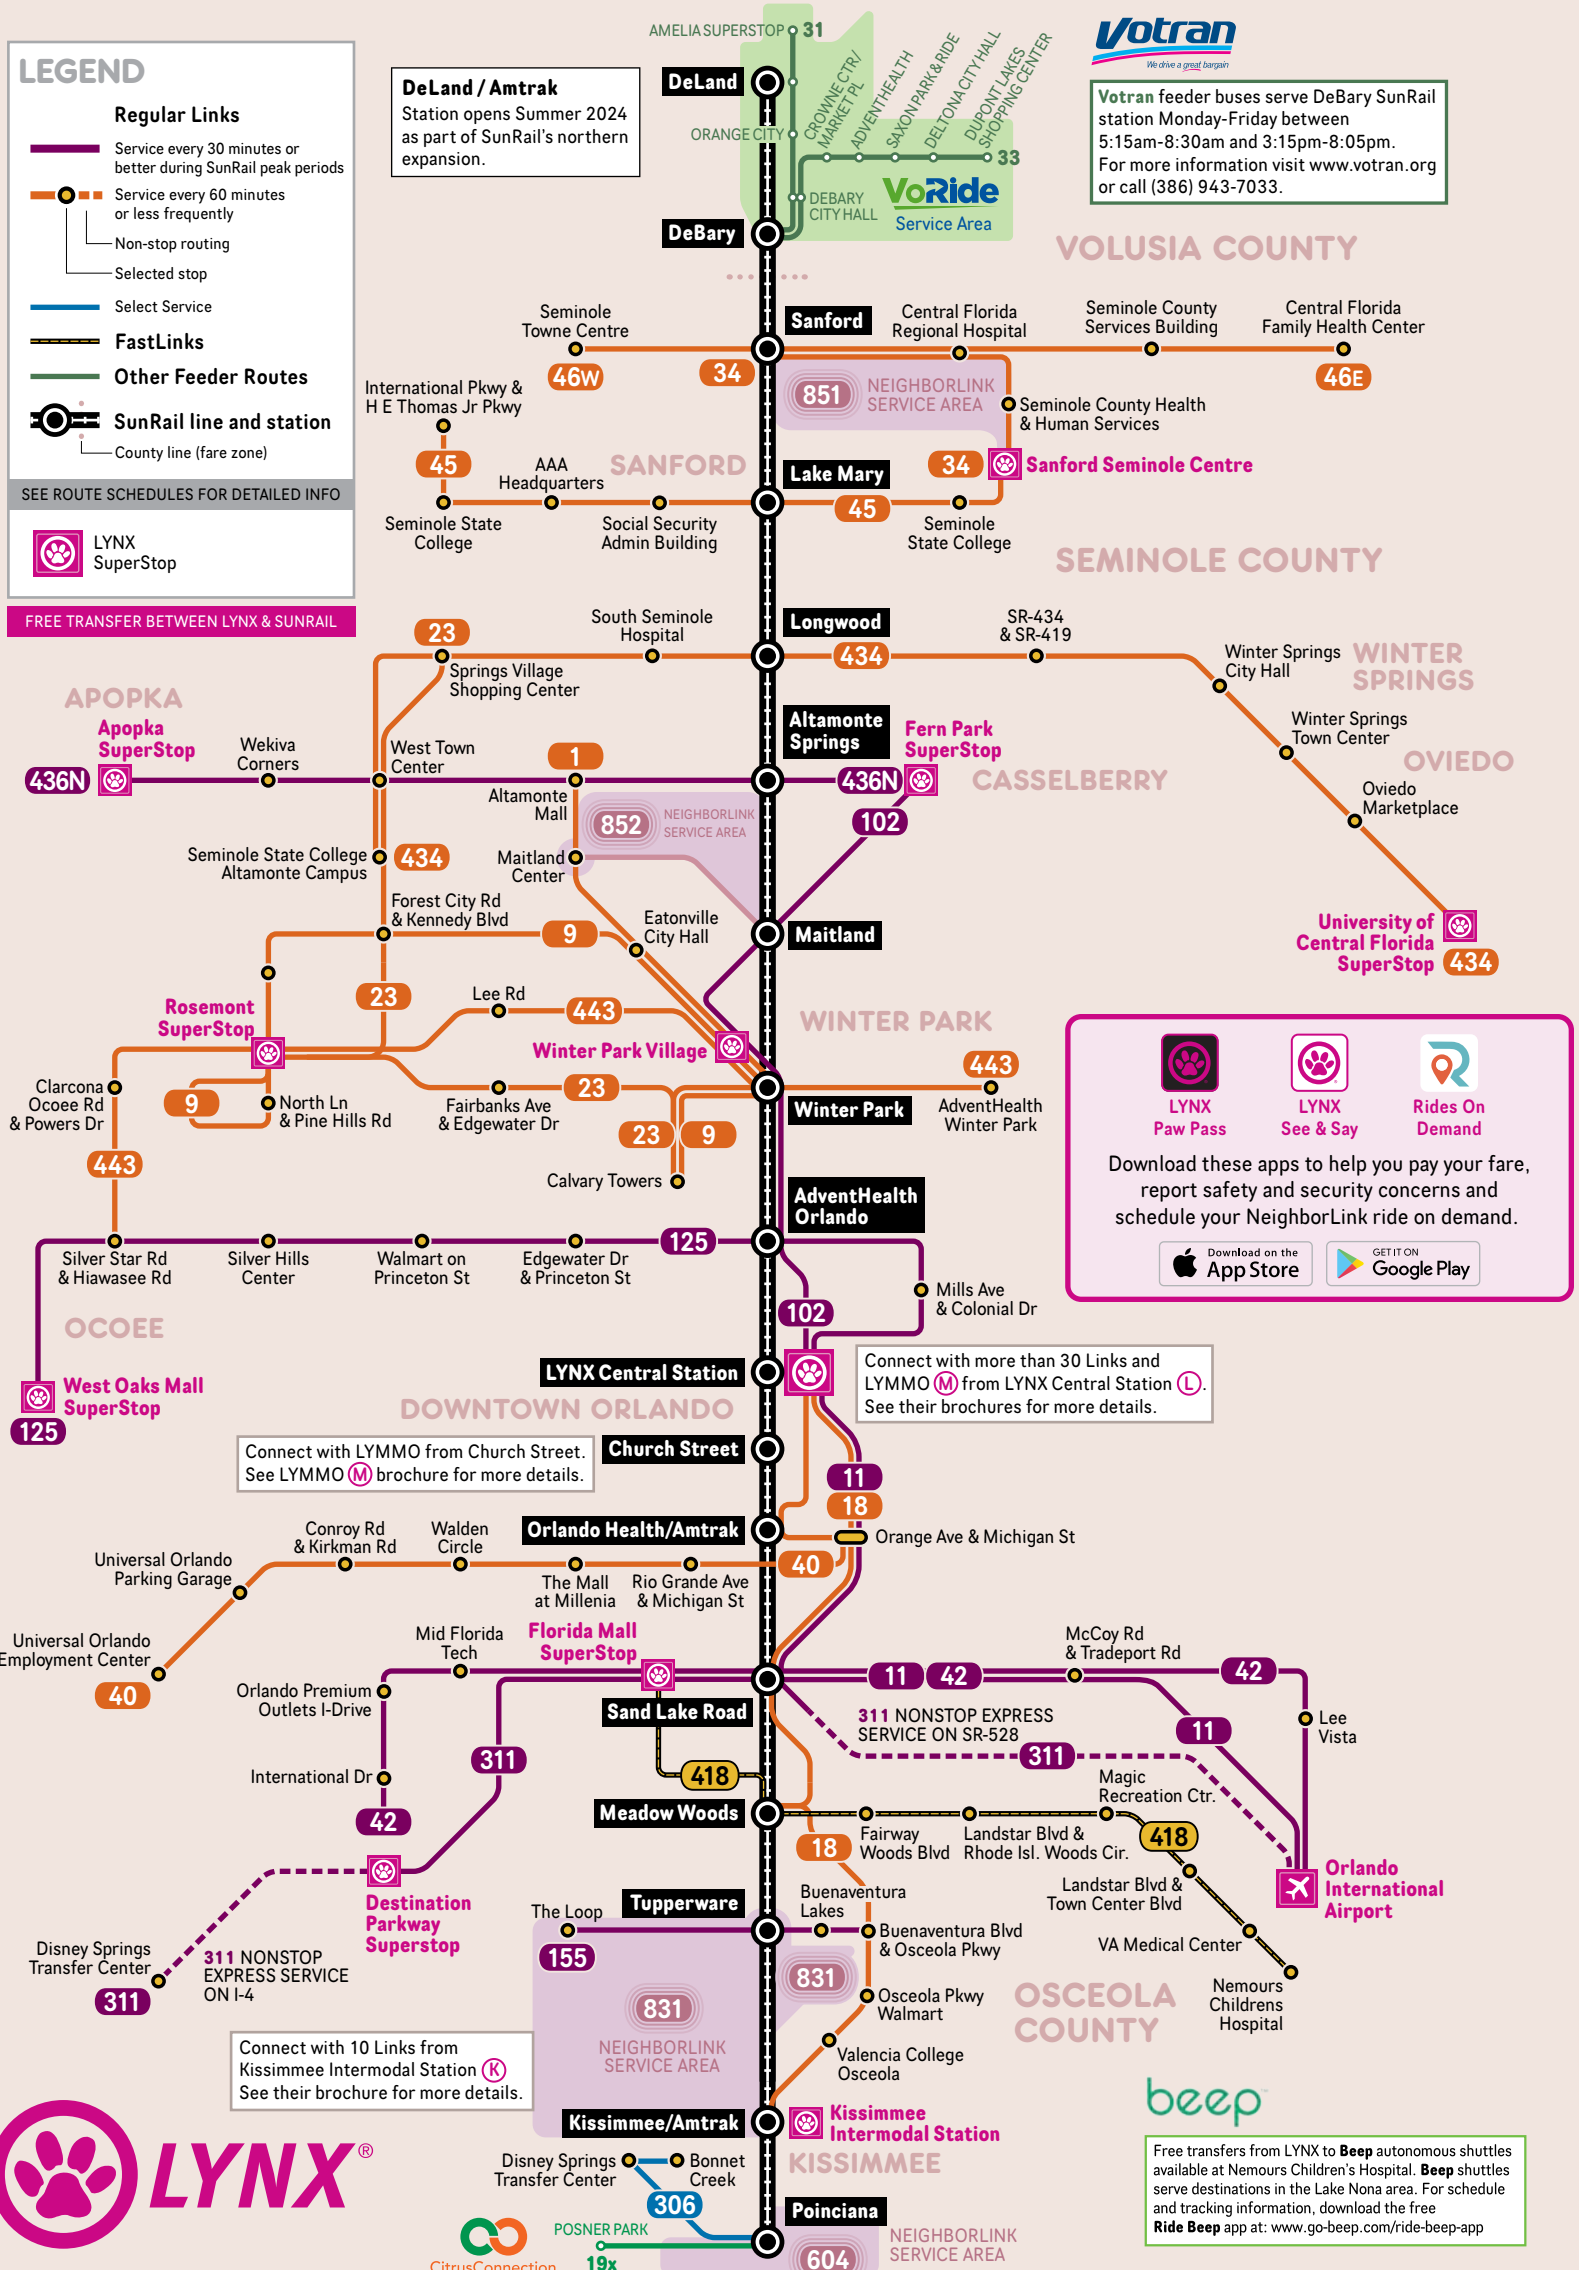 LEGEND
Regular Links
Service every 30 minutes or
better during SunRail peak periods
Service every 60 minutes
or less frequently
Non-stop routing
Selected stop
Select Service
FastLinks
Other Feeder Routes
SunRail line and station
County line (fare zone)
SEE ROUTE SCHEDULES FOR DETAILED INFO
LYNX
SuperStop
FREE TRANSFER BETWEEN LYNX & SUNRAIL
DeLand / Amtrak
Station opens Summer 2024
as part of SunRail's northern
expansion.
AMELIA SUPERSTOP
31
DeLand
ORANGE CITY
CROWNE CTR/
MARKET PL
ADVENTHEALTH
SAXON PARK & RIDE
DELTONA CITY HALL
DUPONT LAKES
SHOPPING CENTER
33
DEBARY
CITY HALL
VoRide
Service Area
DeBary
Votran
We drive a great bargain
Votran feeder buses serve DeBary SunRail
station Monday-Friday between
5:15am-8:30am and 3:15pm-8:05pm.
For more information visit www.votran.org
or call (386) 943-7033.
VOLUSIA COUNTY
Seminole
Towne Centre
46W
34
Sanford
Central Florida
Regional Hospital
Seminole County
Services Building
Central Florida
Family Health Center
46E
851
NEIGHBORLINK
SERVICE AREA
International Pkwy &
H E Thomas Jr Pkwy
45
AAA
Headquarters
SANFORD
Seminole County Health
& Human Services
34
Sanford Seminole Centre
Lake Mary
45
Seminole State
College
Social Security
Admin Building
Seminole
State College
SEMINOLE COUNTY
23
South Seminole
Hospital
Longwood
434
SR-434
& SR-419
Springs Village
Shopping Center
Winter Springs
City Hall
WINTER
SPRINGS
Winter Springs
Town Center
OVIEDO
Oviedo
Marketplace
University of
Central Florida
SuperStop
434
APOPKA
Apopka
SuperStop
436N
Wekiva
Corners
West Town
Center
1
Altamonte
Springs
Fern Park
SuperStop
436N
CASSELBERRY
102
Altamonte
Mall
852
NEIGHBORLINK
SERVICE AREA
Seminole State College
Altamonte Campus
434
Maitland
Center
Forest City Rd
& Kennedy Blvd
9
Eatonville
City Hall
Maitland
Rosemont
SuperStop
23
Lee Rd
443
Winter Park Village
WINTER PARK
443
Clarcona
Ocoee Rd
& Powers Dr
9
North Ln
& Pine Hills Rd
Fairbanks Ave
& Edgewater Dr
23
Winter Park
AdventHealth
Winter Park
23
9
Calvary Towers
443
LYNX
Paw Pass
LYNX
See & Say
Rides On
Demand
Download these apps to help you pay your fare,
report safety and security concerns and
schedule your NeighborLink ride on demand.
Download on the
App Store
GET IT ON
Google Play
AdventHealth
Orlando
125
Silver Star Rd
& Hiawasee Rd
Silver Hills
Center
Walmart on
Princeton St
Edgewater Dr
& Princeton St
Mills Ave
& Colonial Dr
102
OCOEE
West Oaks Mall
SuperStop
125
LYNX Central Station
Connect with more than 30 Links and
LYMMO M from LYNX Central Station L.
See their brochures for more details.
DOWNTOWN ORLANDO
Connect with LYMMO from Church Street.
See LYMMO M brochure for more details.
Church Street
11
18
Orlando Health/Amtrak
Orange Ave & Michigan St
40
Universal Orlando
Parking Garage
Conroy Rd
& Kirkman Rd
Walden
Circle
The Mall
at Millenia
Rio Grande Ave
& Michigan St
Universal Orlando
Employment Center
40
Mid Florida
Tech
Florida Mall
SuperStop
McCoy Rd
& Tradeport Rd
11
42
42
Orlando Premium
Outlets I-Drive
Sand Lake Road
311 NONSTOP EXPRESS
SERVICE ON SR-528
311
11
Lee
Vista
International Dr
311
418
42
Magic
Recreation Ctr.
Meadow Woods
18
Fairway
Woods Blvd
Landstar Blvd &
Rhode Isl. Woods Cir.
418
Landstar Blvd &
Town Center Blvd
Orlando
International
Airport
VA Medical Center
Nemours
Childrens
Hospital
Destination
Parkway
Superstop
Disney Springs
Transfer Center
311
311 NONSTOP
EXPRESS SERVICE
ON I-4
The Loop
155
Tupperware
Buenaventura
Lakes
Buenaventura Blvd
& Osceola Pkwy
831
831
NEIGHBORLINK
SERVICE AREA
Osceola Pkwy
Walmart
Valencia College
Osceola
OSCEOLA
COUNTY
Connect with 10 Links from
Kissimmee Intermodal Station K
See their brochure for more details.
Kissimmee/Amtrak
Kissimmee
Intermodal Station
KISSIMMEE
Disney Springs
Transfer Center
Bonnet
Creek
306
Poinciana
POSNER PARK
19x
604
NEIGHBORLINK
SERVICE AREA
CitrusConnection
LYNX®
beep™
Free transfers from LYNX to Beep autonomous shuttles
available at Nemours Children's Hospital. Beep shuttles
serve destinations in the Lake Nona area. For schedule
and tracking information, download the free
Ride Beep app at: www.go-beep.com/ride-beep-app